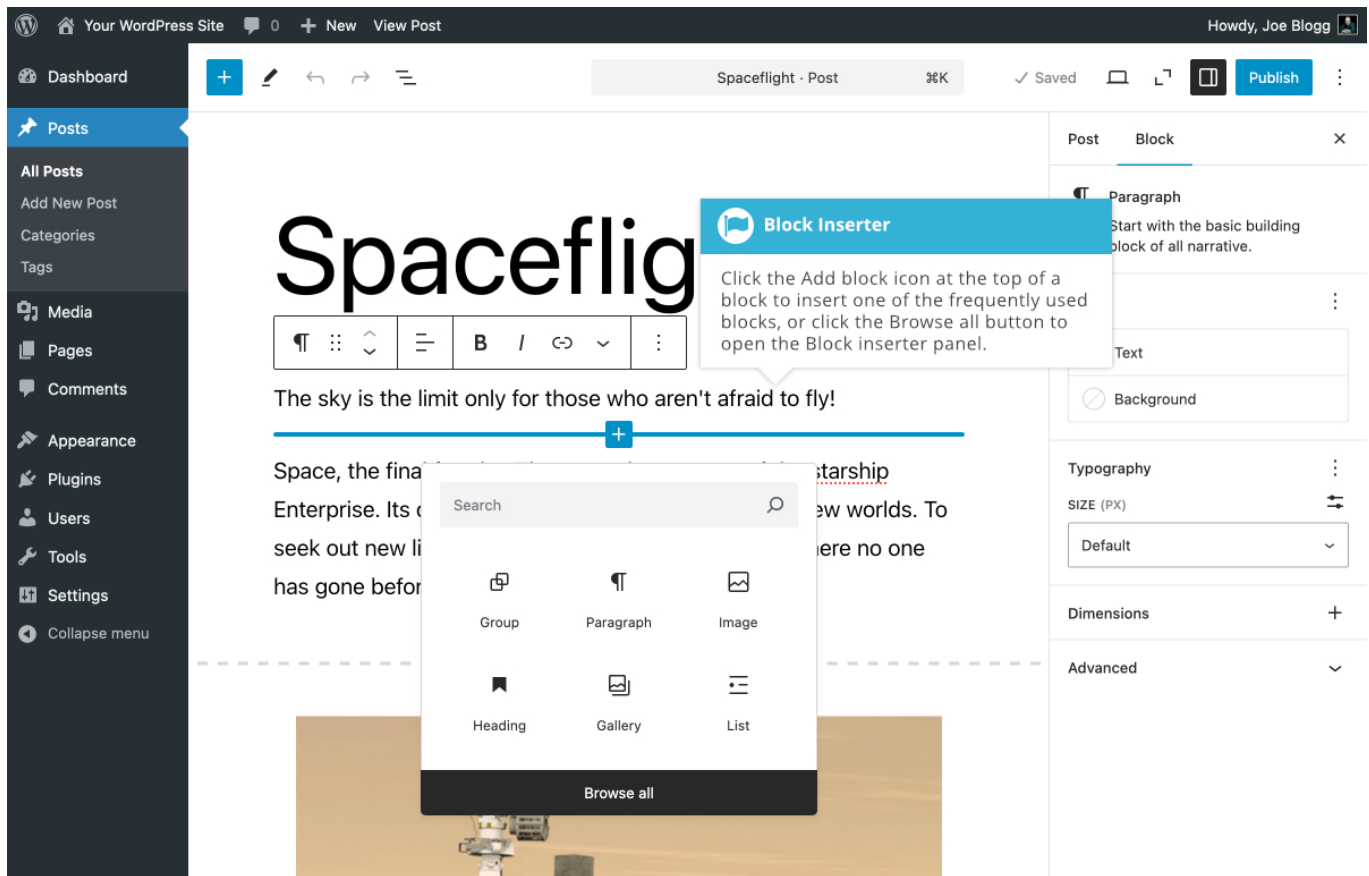 Your WordPress Site 0 New View Post Howdy, Joe Blogg
Dashboard
Posts
All Posts
Add New Post
Categories
Tags
Media
Pages
Comments
Appearance
Plugins
Users
Tools
Settings
Collapse menu
Spaceflight · Post ⌘K Saved Publish
Spaceflig
Block Inserter
Click the Add block icon at the top of a
block to insert one of the frequently used
blocks, or click the Browse all button to
open the Block inserter panel.
B I
The sky is the limit only for those who aren't afraid to fly!
Space, the final starship
Enterprise. Its new worlds. To
seek out new where no one
has gone
Search
Group Paragraph Image
Heading Gallery List
Browse all
Post Block
Paragraph
Start with the basic building
block of all narrative.
Text
Background
Typography
SIZE (PX)
Default
Dimensions
Advanced